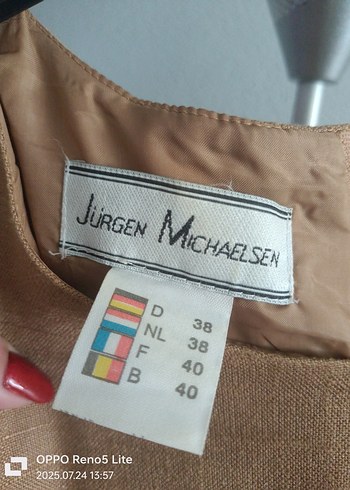 JÜRGEN MICHAELSEN
D 38
NL 38
F 40
B 40
OPPO Reno5 Lite
2025.07.24 13:57